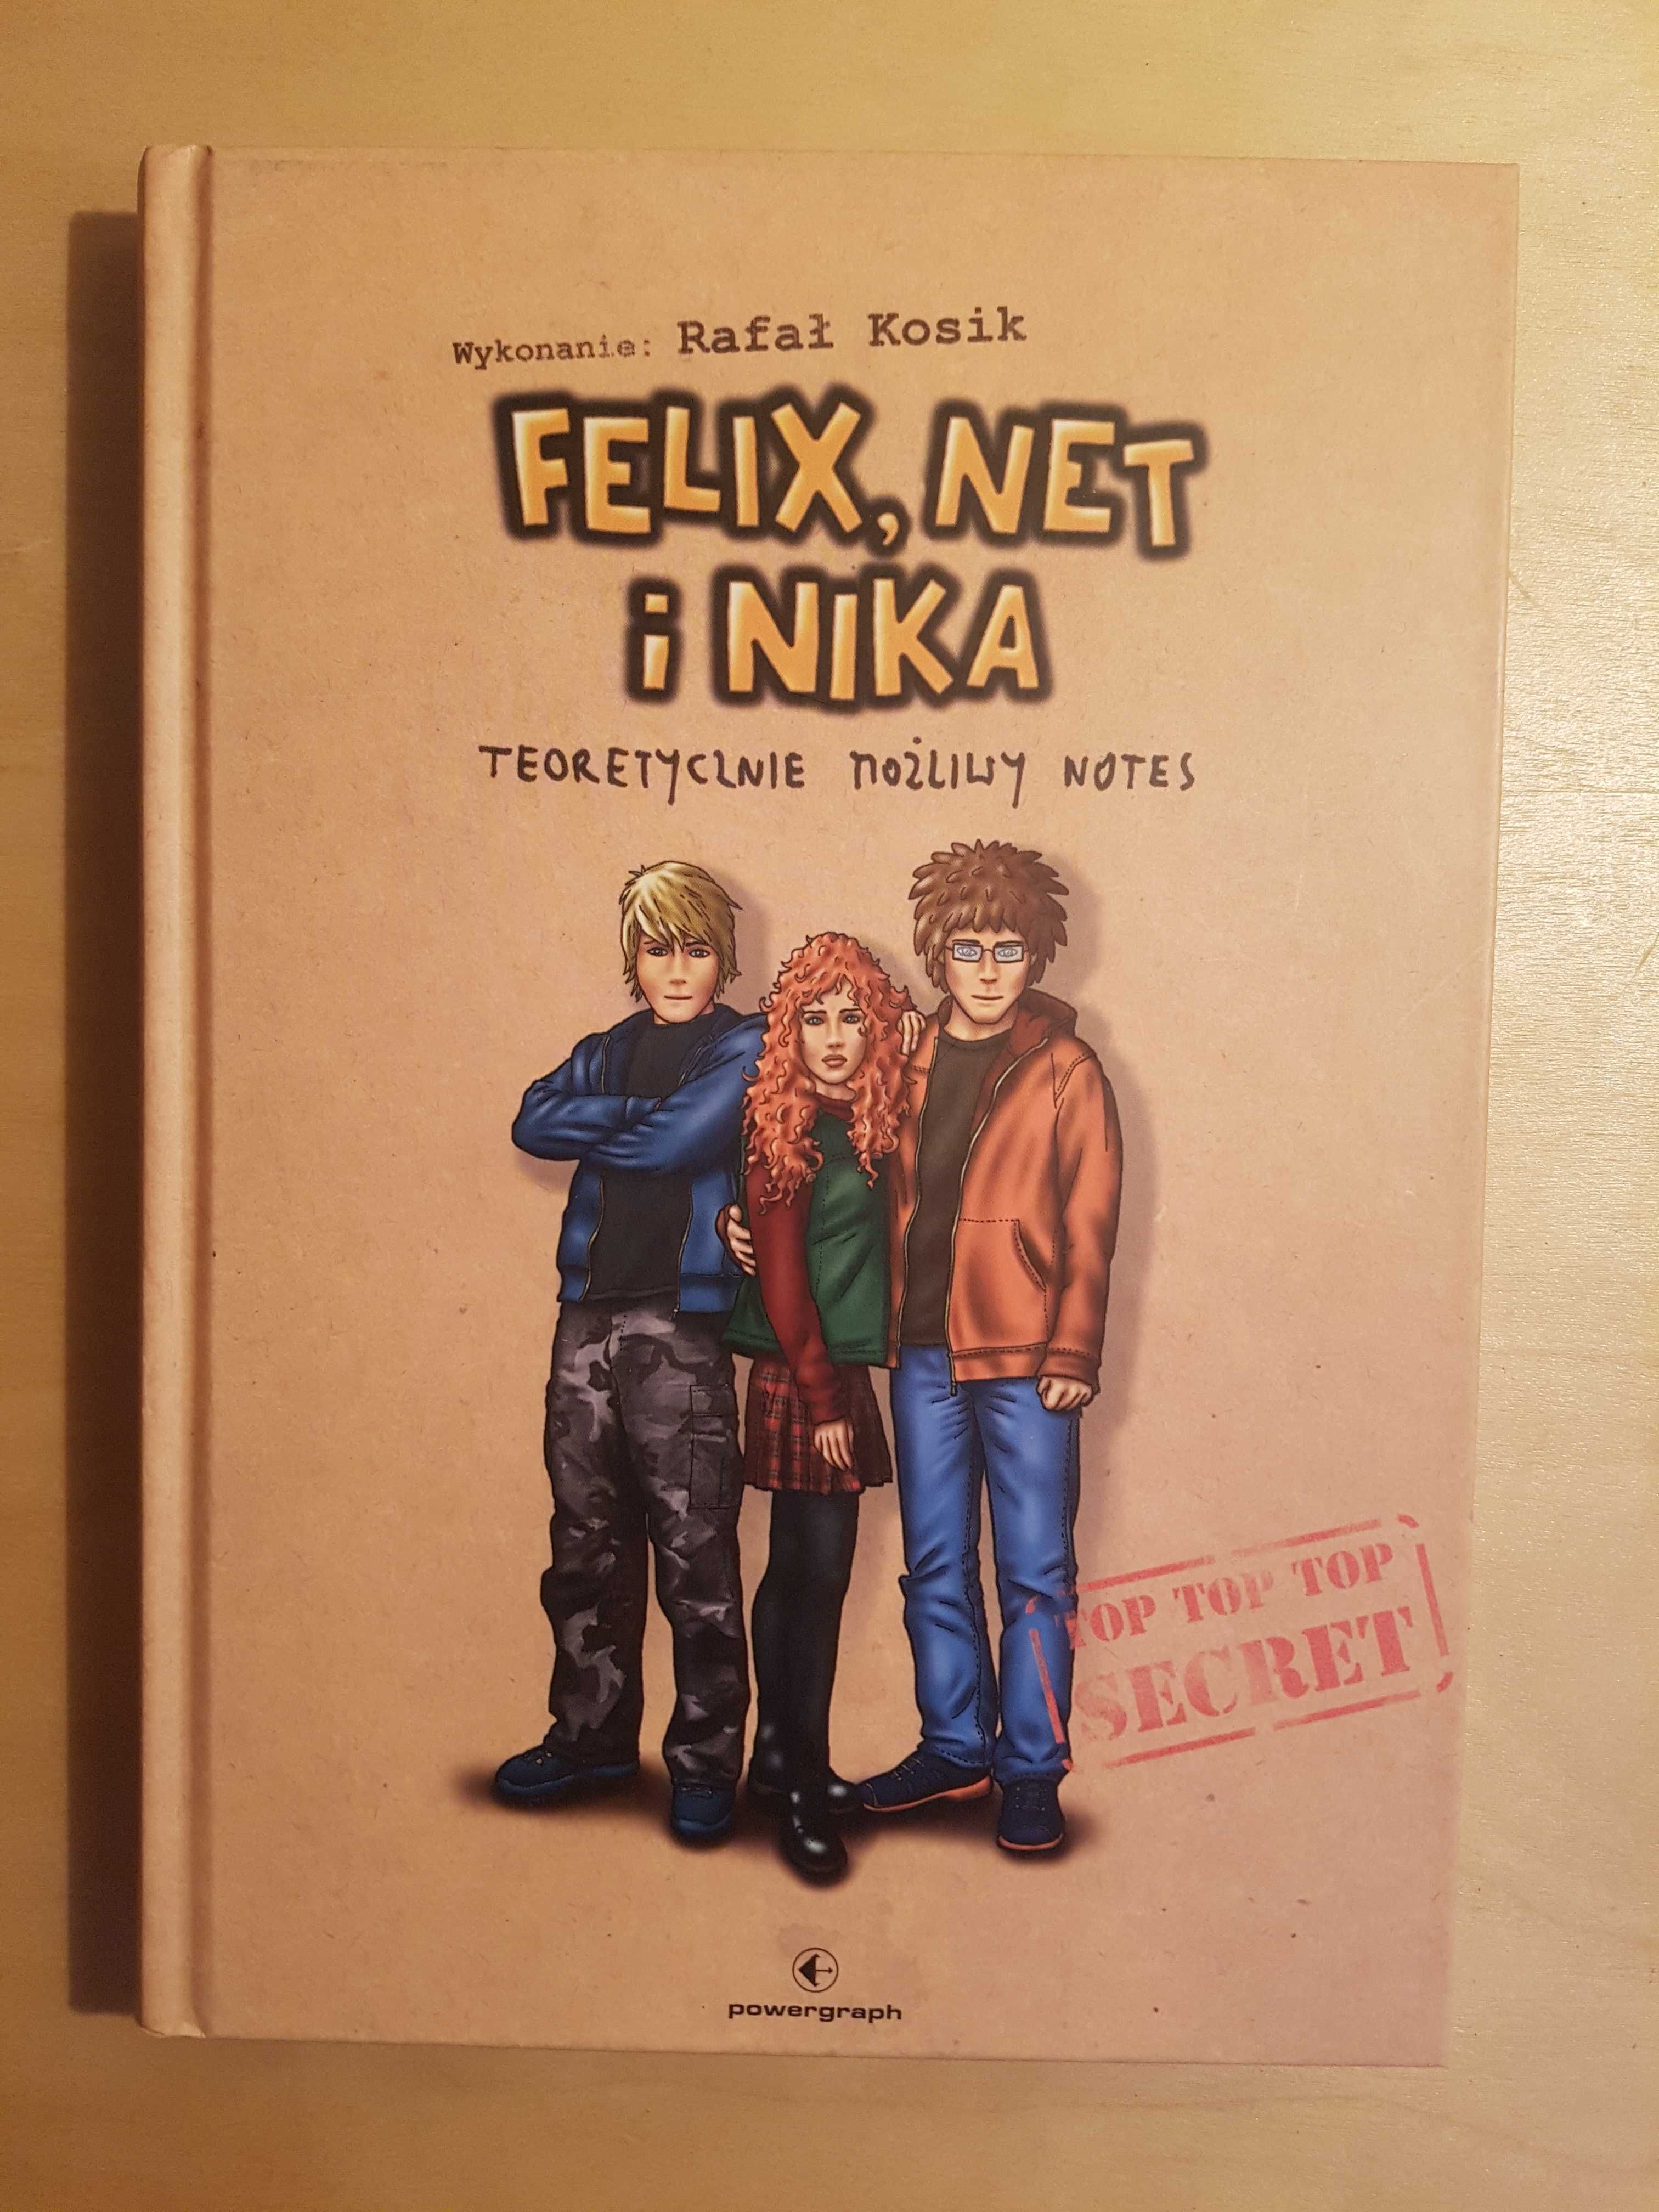 Wykonanie: Rafał Kosik
FELIX, NET
i NiKA
TEORETYCZNIE MOŻLIWY NOTES
TOP TOP TOP
SECRET
powergraph